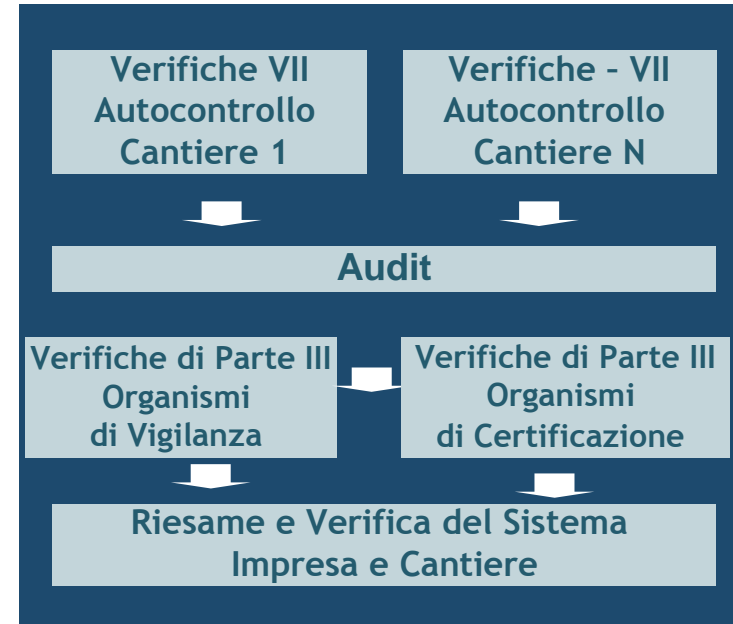 Verifiche VII
Autocontrollo
Cantiere 1
Verifiche – VII
Autocontrollo
Cantiere N
Audit
Verifiche di Parte III
Organismi
di Vigilanza
Verifiche di Parte III
Organismi
di Certificazione
Riesame e Verifica del Sistema
Impresa e Cantiere